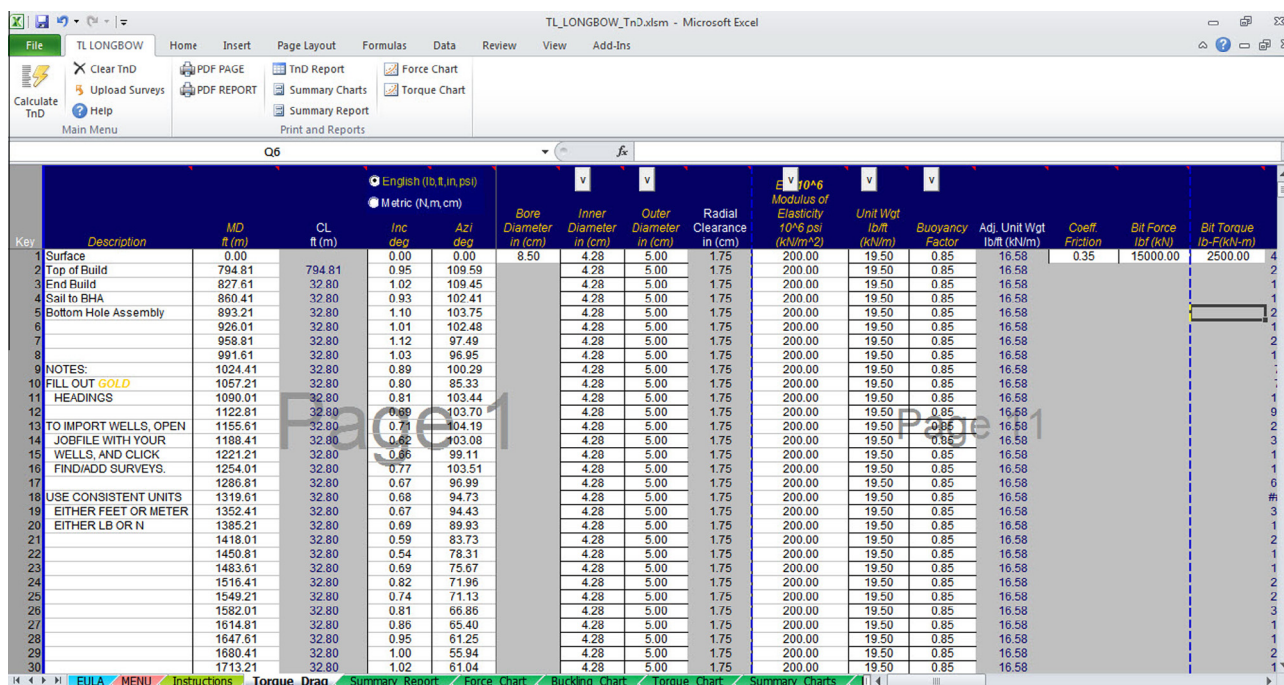 TL_LONGBOW_TnD.xlsm - Microsoft Excel
File TL LONGBOW Home Insert Page Layout Formulas Data Review View Add-Ins
Calculate TnD
Clear TnD
Upload Surveys
Help
Main Menu
PDF PAGE
PDF REPORT
TnD Report
Summary Charts
Summary Report
Force Chart
Torque Chart
Print and Reports
Q6 fx
English (lb,ft,in,psi)
Metric (N,m,cm)
v v v v v
Key Description MD ft (m) CL ft (m) Inc deg Azi deg Bore Diameter in (cm) Inner Diameter in (cm) Outer Diameter in (cm) Radial Clearance in (cm) 10^6 Modulus of Elasticity 10^6 psi (kN/m^2) Unit Wgt lb/ft (kN/m) Buoyancy Factor Adj. Unit Wgt lb/ft (kN/m) Coeff. Friction Bit Force lbf (kN) Bit Torque lb-F(kN-m)
1 Surface 0.00 0.00 0.00 8.50 4.28 5.00 1.75 200.00 19.50 0.85 16.58 0.35 15000.00 2500.00 4
2 Top of Build 794.81 794.81 0.95 109.59 4.28 5.00 1.75 200.00 19.50 0.85 16.58 2
3 End Build 827.61 32.80 1.02 109.45 4.28 5.00 1.75 200.00 19.50 0.85 16.58 1
4 Sail to BHA 860.41 32.80 0.93 102.41 4.28 5.00 1.75 200.00 19.50 0.85 16.58 1
5 Bottom Hole Assembly 893.21 32.80 1.10 103.75 4.28 5.00 1.75 200.00 19.50 0.85 16.58 2
6 926.01 32.80 1.01 102.48 4.28 5.00 1.75 200.00 19.50 0.85 16.58 1
7 958.81 32.80 1.12 97.49 4.28 5.00 1.75 200.00 19.50 0.85 16.58 2
8 991.61 32.80 1.03 96.95 4.28 5.00 1.75 200.00 19.50 0.85 16.58 1
9 NOTES: 1024.41 32.80 0.89 100.29 4.28 5.00 1.75 200.00 19.50 0.85 16.58
10 FILL OUT GOLD 1057.21 32.80 0.80 85.33 4.28 5.00 1.75 200.00 19.50 0.85 16.58
11 HEADINGS 1090.01 32.80 0.81 103.44 4.28 5.00 1.75 200.00 19.50 0.85 16.58 1
12 1122.81 32.80 0.69 103.70 4.28 5.00 1.75 200.00 19.50 0.85 16.58 9
13 TO IMPORT WELLS, OPEN 1155.61 32.80 0.71 104.19 4.28 5.00 1.75 200.00 19.50 0.85 16.58 2
14 JOBFILE WITH YOUR 1188.41 32.80 0.62 103.08 4.28 5.00 1.75 200.00 19.50 0.85 16.58 3
15 WELLS, AND CLICK 1221.21 32.80 0.66 99.11 4.28 5.00 1.75 200.00 19.50 0.85 16.58 1
16 FIND/ADD SURVEYS. 1254.01 32.80 0.77 103.51 4.28 5.00 1.75 200.00 19.50 0.85 16.58 1
17 1286.81 32.80 0.67 96.99 4.28 5.00 1.75 200.00 19.50 0.85 16.58 6
18 USE CONSISTENT UNITS 1319.61 32.80 0.68 94.73 4.28 5.00 1.75 200.00 19.50 0.85 16.58 #
19 EITHER FEET OR METER 1352.41 32.80 0.67 94.43 4.28 5.00 1.75 200.00 19.50 0.85 16.58 3
20 EITHER LB OR N 1385.21 32.80 0.69 89.93 4.28 5.00 1.75 200.00 19.50 0.85 16.58 1
21 1418.01 32.80 0.59 83.73 4.28 5.00 1.75 200.00 19.50 0.85 16.58 2
22 1450.81 32.80 0.54 78.31 4.28 5.00 1.75 200.00 19.50 0.85 16.58 1
23 1483.61 32.80 0.69 75.67 4.28 5.00 1.75 200.00 19.50 0.85 16.58 1
24 1516.41 32.80 0.82 71.96 4.28 5.00 1.75 200.00 19.50 0.85 16.58 2
25 1549.21 32.80 0.74 71.13 4.28 5.00 1.75 200.00 19.50 0.85 16.58 2
26 1582.01 32.80 0.81 66.86 4.28 5.00 1.75 200.00 19.50 0.85 16.58 3
27 1614.81 32.80 0.86 65.40 4.28 5.00 1.75 200.00 19.50 0.85 16.58 1
28 1647.61 32.80 0.95 61.25 4.28 5.00 1.75 200.00 19.50 0.85 16.58 1
29 1680.41 32.80 1.00 55.94 4.28 5.00 1.75 200.00 19.50 0.85 16.58 2
30 1713.21 32.80 1.02 61.04 4.28 5.00 1.75 200.00 19.50 0.85 16.58 1
Page 1 Page 11
EULA MENU Instuctions Torque_Drag Summary_Report Force_Chart Buckling_Chart Torque_Chart Summary_Charts